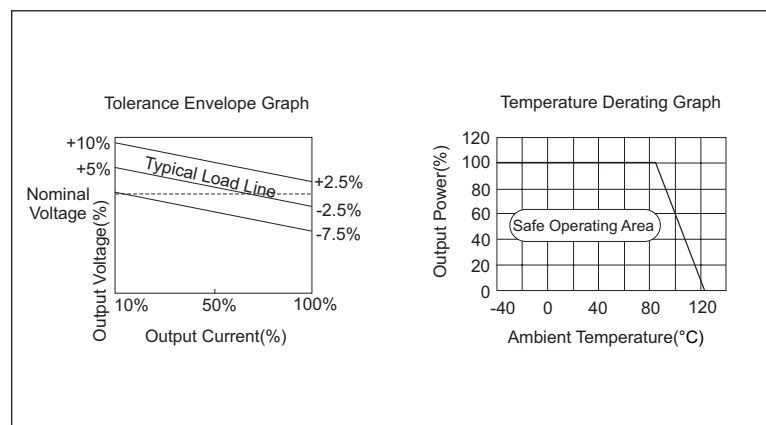 Tolerance Envelope Graph
+10%
+5%
Nominal
Voltage
Output Voltage(%)
Typical Load Line
+2.5%
-2.5%
-7.5%
10%
50%
100%
Output Current(%)
Temperature Derating Graph
Output Power(%)
120
100
80
60
40
20
0
Safe Operating Area
-40
0
40
80
120
Ambient Temperature(°C)